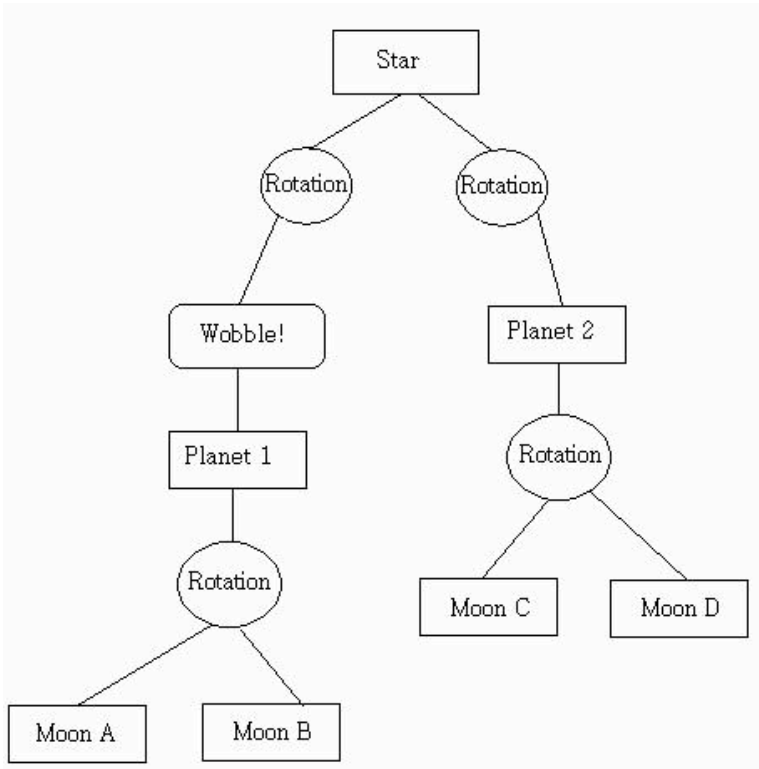 Star
Rotation
Rotation
Wobble!
Planet 2
Planet 1
Rotation
Rotation
Moon C
Moon D
Moon A
Moon B